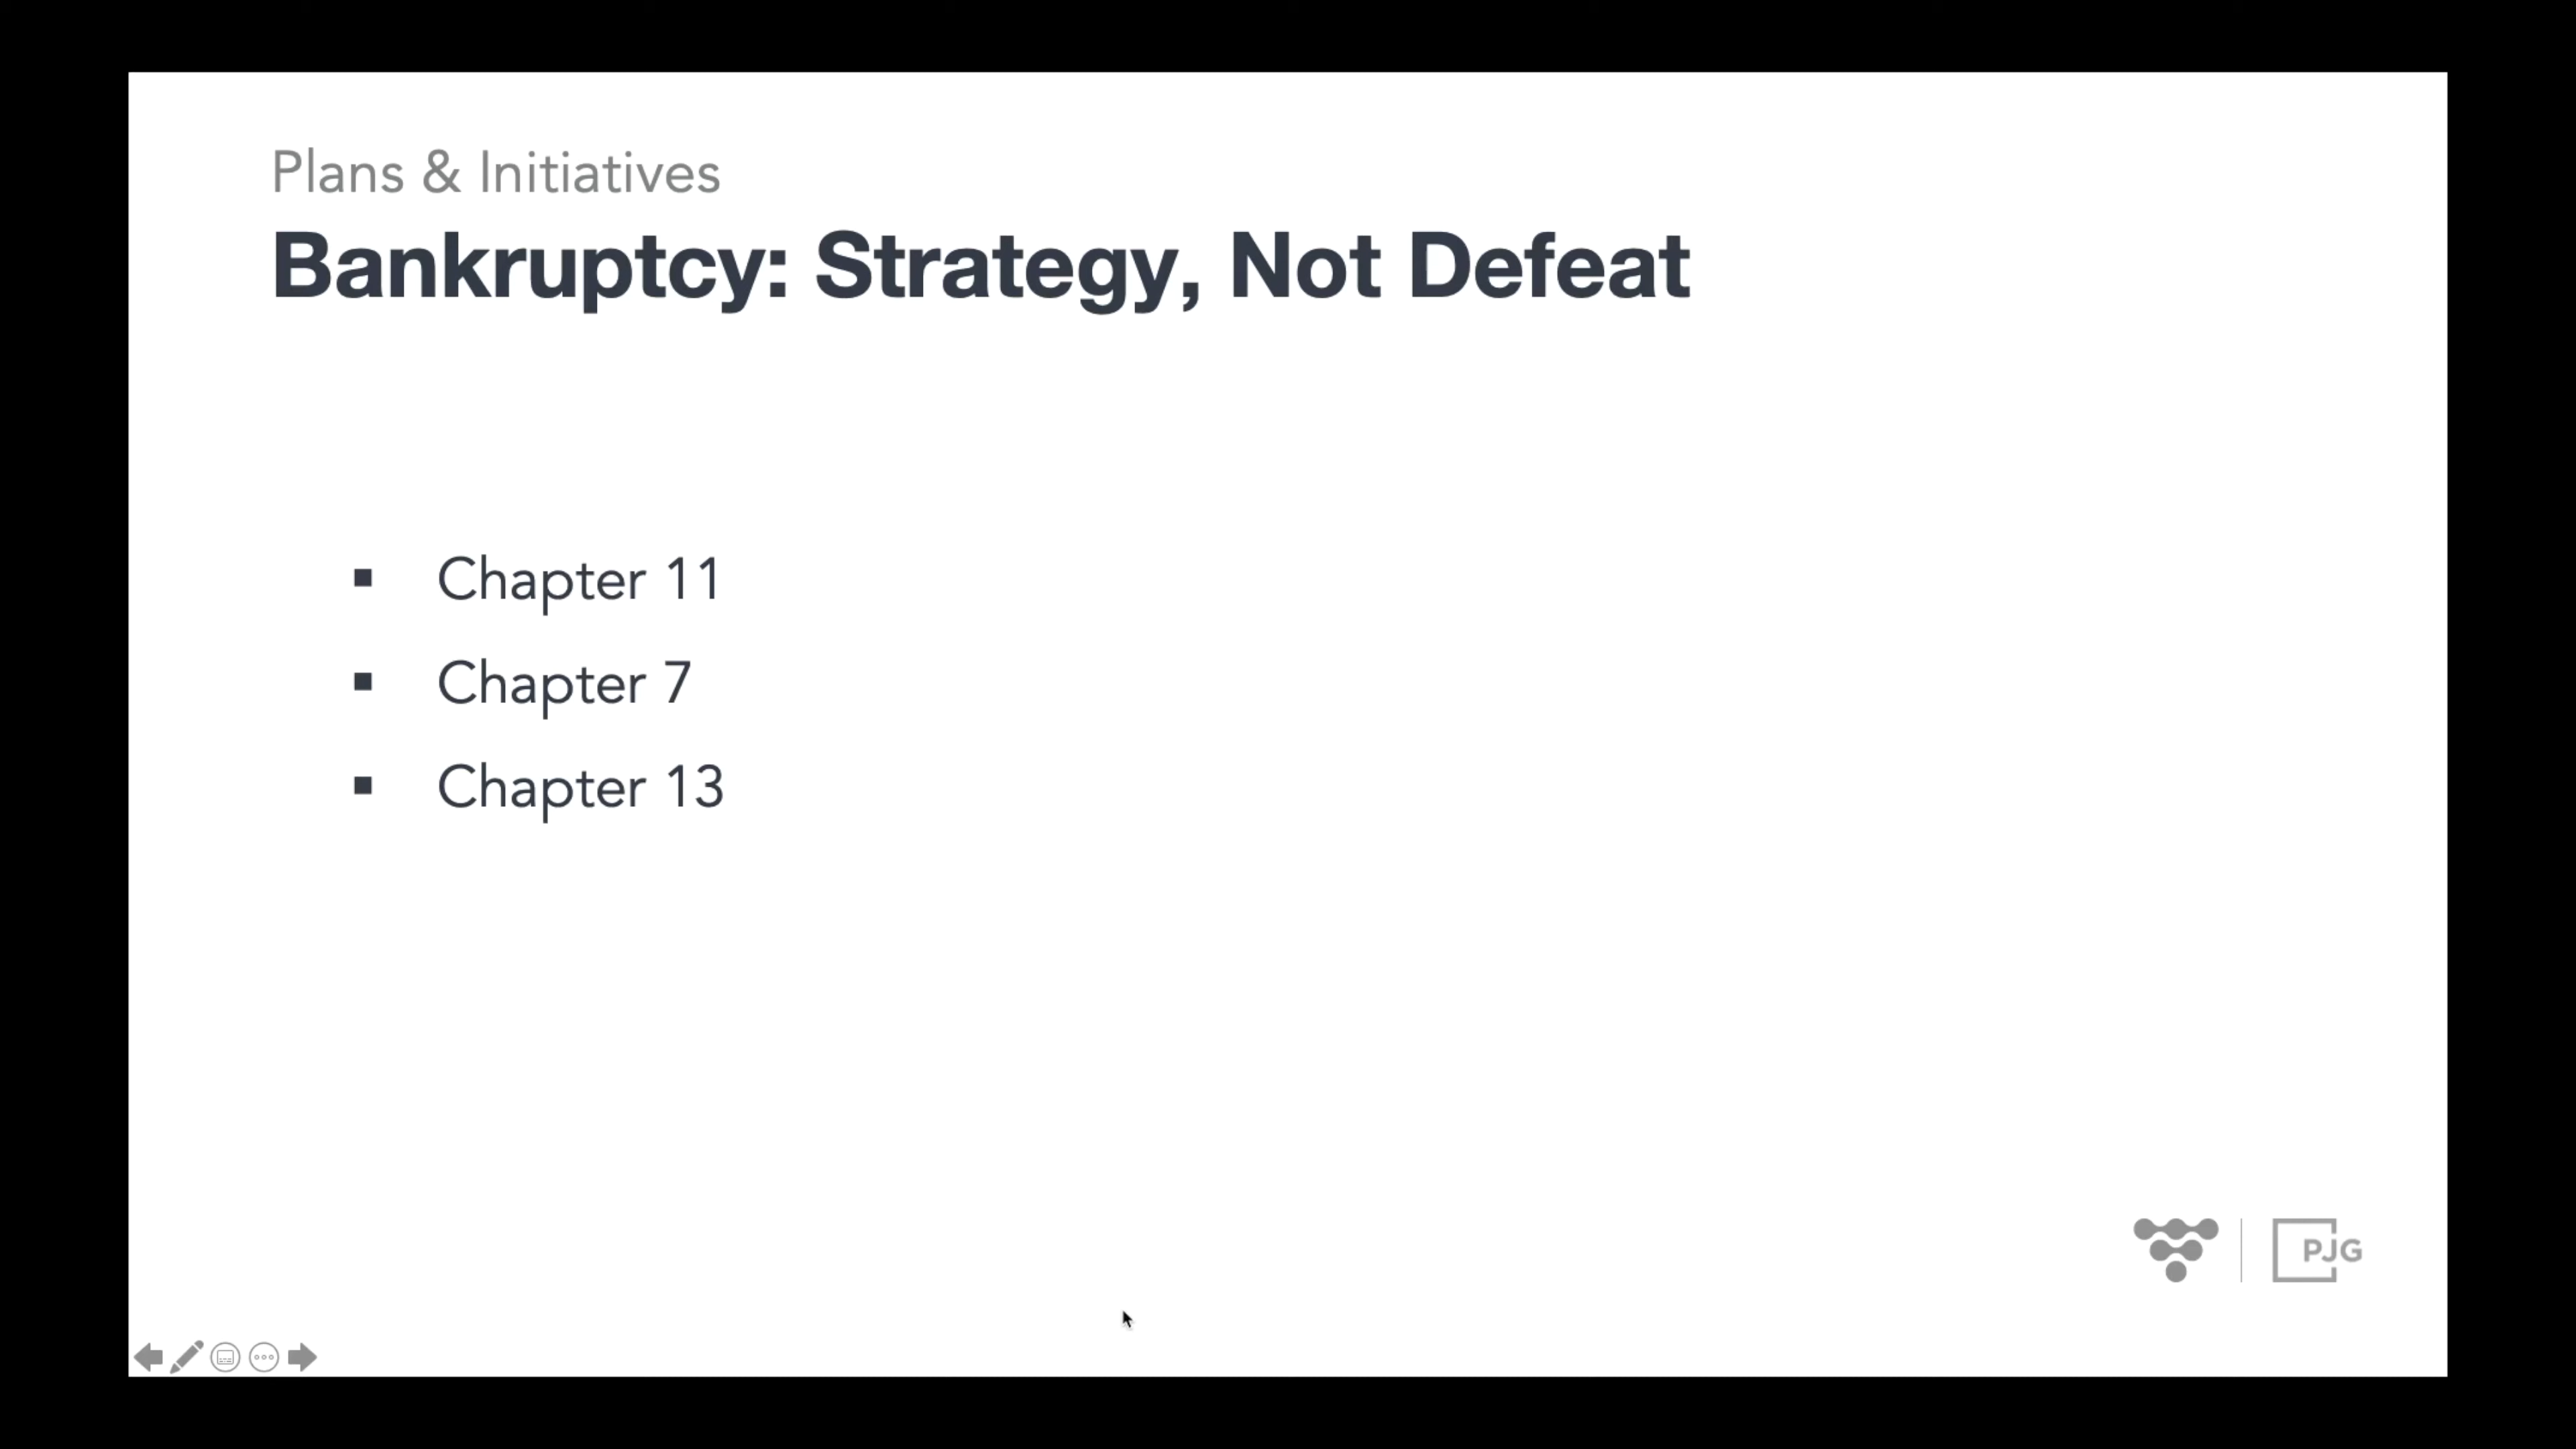 Plans & Initiatives
Bankruptcy: Strategy, Not Defeat
▪ Chapter 11
▪ Chapter 7
▪ Chapter 13
PJG